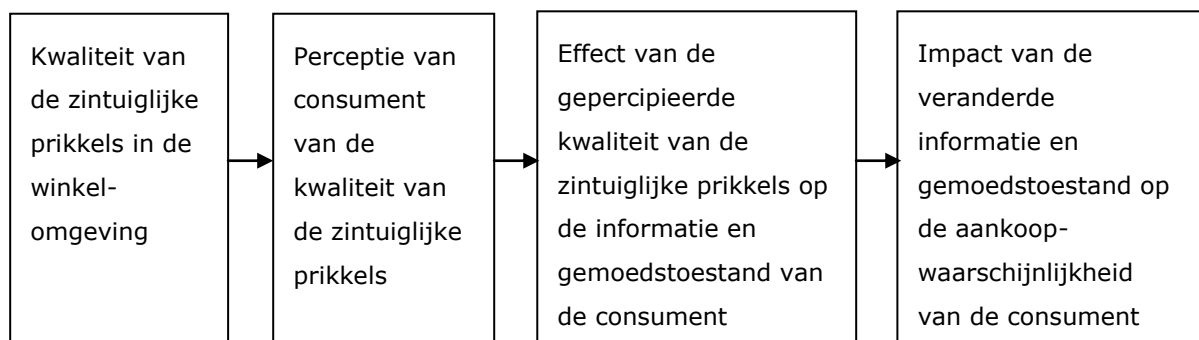 Kwaliteit van
de zintuiglijke
prikkels in de
winkel-
omgeving
Perceptie van
consument
van de
kwaliteit van
de zintuiglijke
prikkels
Effect van de
gepercipieerde
kwaliteit van de
zintuiglijke prikkels op
de informatie en
gemoedstoestand van
de consument
Impact van de
veranderde
informatie en
gemoedstoestand op
de aankoop-
waarschijnlijkheid
van de consument